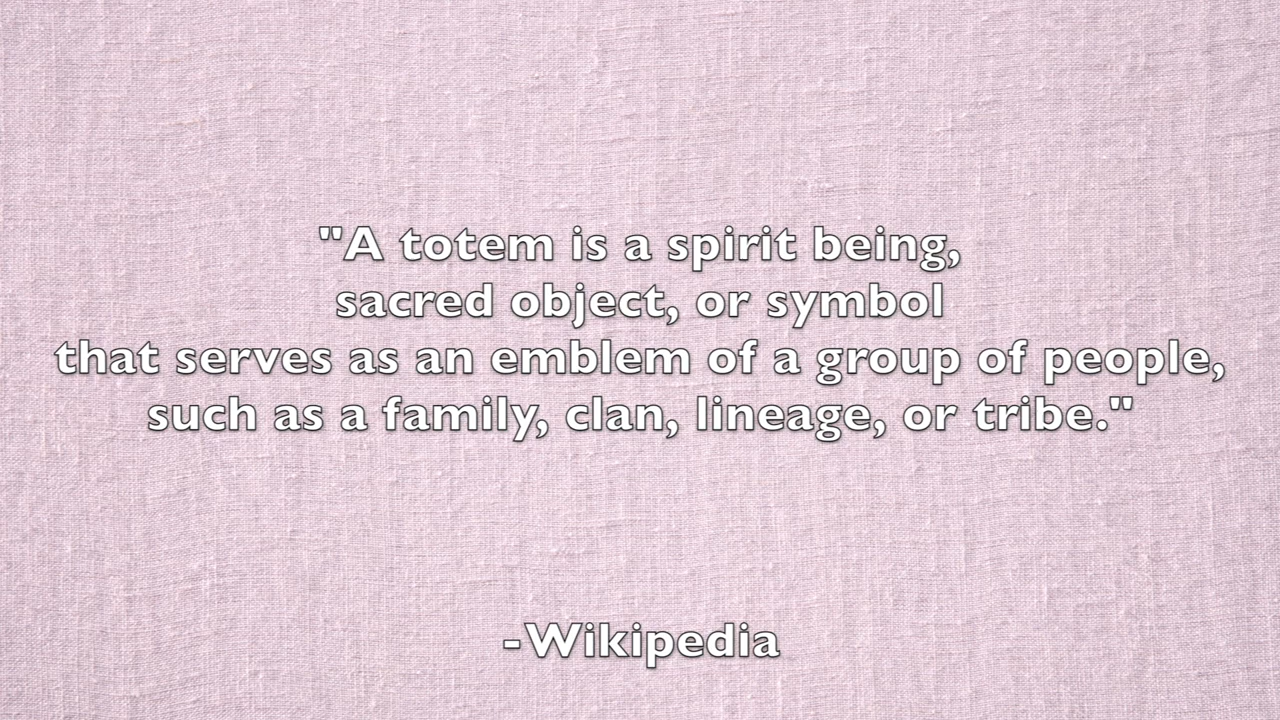 "A totem is a spirit being,
sacred object, or symbol
that serves as an emblem of a group of people,
such as a family, clan, lineage, or tribe."
-Wikipedia